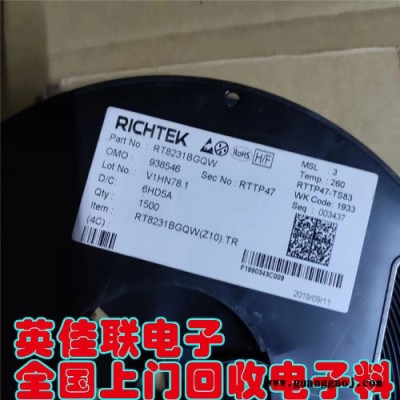 RICHTEK
Part No : RT8231BGQW
OMO : 938546
Sec No : RTTP47
Lot No : V1HN78.1
D/C : 6HD5A
Qty : 1500
Item : RT8231BGQW(Z10).TR
(4C)
RoHS
H/F
MSL : 3
Temp : 260
RTTP47-TS83
WK Code : 1933
Seq : 003437
F1980343C009
2019/09/11
英佳联电子
全国上门回收电子料